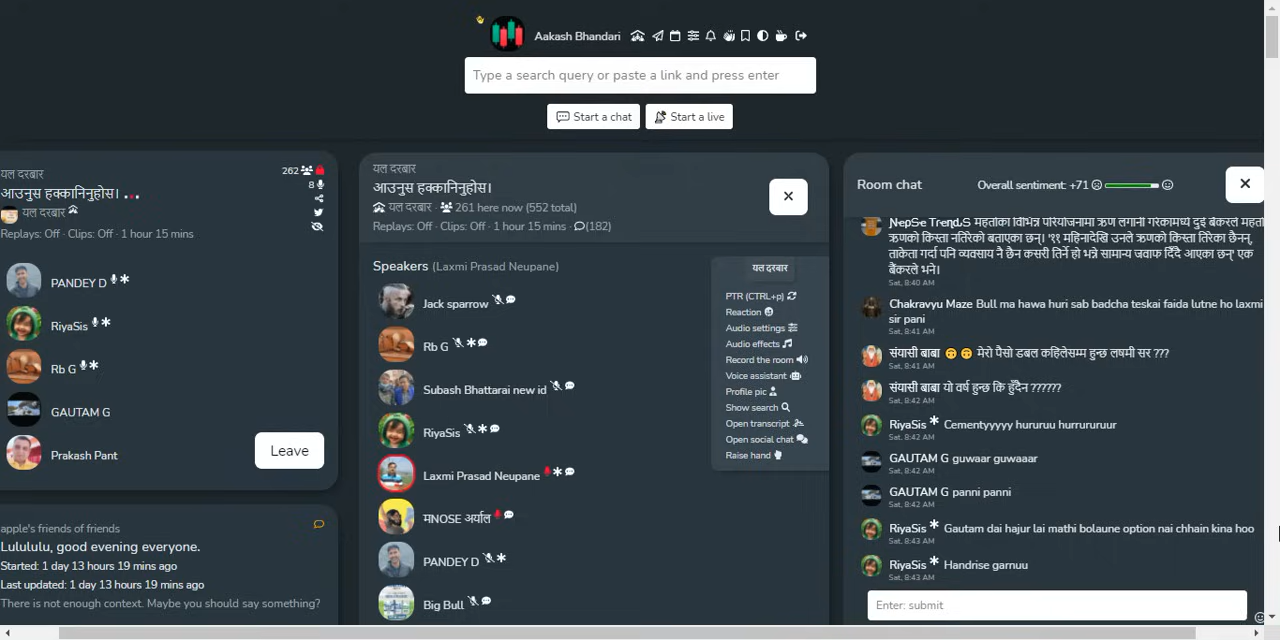 Aakash Bhandari
Type a search query or paste a link and press enter
Start a chat
Start a live
यल दरबार
262
आउनुस हक्कानिनुहोस।
8
यल दरबार
Replays: Off · Clips: Off · 1 hour 15 mins
PANDEY D
RiyaSis
Rb G
GAUTAM G
Prakash Pant
Leave
apple's friends of friends
Lulululu, good evening everyone.
Started: 1 day 13 hours 19 mins ago
Last updated: 1 day 13 hours 19 mins ago
There is not enough context. Maybe you should say something?
यल दरबार
आउनुस हक्कानिनुहोस।
यल दरबार · 261 here now (552 total)
Replays: Off · Clips: Off · 1 hour 15 mins · (182)
Speakers (Laxmi Prasad Neupane)
Jack sparrow
Rb G
Subash Bhattarai new id
RiyaSis
Laxmi Prasad Neupane
मNOSE अर्याल
PANDEY D
Big Bull
यल दरबार
PTR (CTRL+p)
Reaction
Audio settings
Audio effects
Record the room
Voice assistant
Profile pic
Show search
Open transcript
Open social chat
Raise hand
Room chat
Overall sentiment: +71
NepSe Trend.S महतोका विभिन्न परियोजनामा ऋण लगानी गरेकामध्ये दुई बैंकले महतो
ऋणको किस्ता नतिरेको बताएका छन्। '११ महिनादेखि उनले ऋणको किस्ता तिरेका छैनन्,
ताकेता गर्दा पनि व्यवसाय नै छैन कसरी तिर्ने हो भन्ने सामान्य जवाफ दिँदै आएका छन्' एक
बैंकरले भने।
Sat, 8:40 AM
Chakravyu Maze Bull ma hawa huri sab badcha teskai faida lutne ho laxmi
sir pani
Sat, 8:41 AM
संयासी बाबा 🙃 🙃 मेरो पैसो डबल कहिलेसम्म हुन्छ लषमी सर ???
Sat, 8:41 AM
संयासी बाबा यो वर्ष हुन्छ कि हुँदैन ??????
Sat, 8:42 AM
RiyaSis Cementyyyyy hururuu hurrururuur
Sat, 8:42 AM
GAUTAM G guwaar guwaaar
Sat, 8:42 AM
GAUTAM G panni panni
Sat, 8:42 AM
RiyaSis Gautam dai hajur lai mathi bolaune option nai chhain kina hoo
Sat, 8:43 AM
RiyaSis Handrise garnuu
Sat, 8:43 AM
Enter: submit